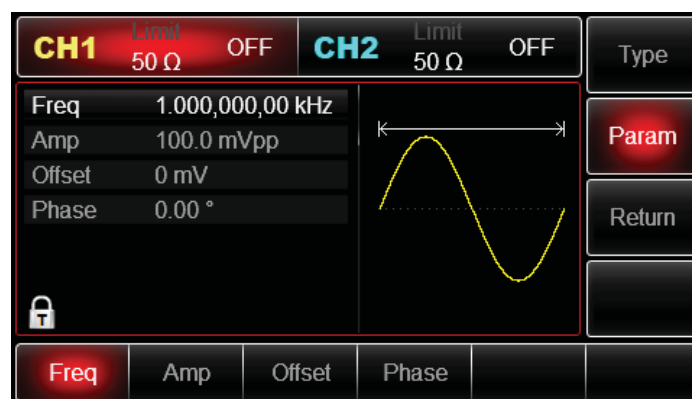 CH1 Limit 50 Ω OFF CH2 Limit 50 Ω OFF
Type
Freq 1.000,000,00 kHz
Amp 100.0 mVpp
Param
Offset 0 mV
Phase 0.00 °
Return
T
Freq Amp Offset Phase